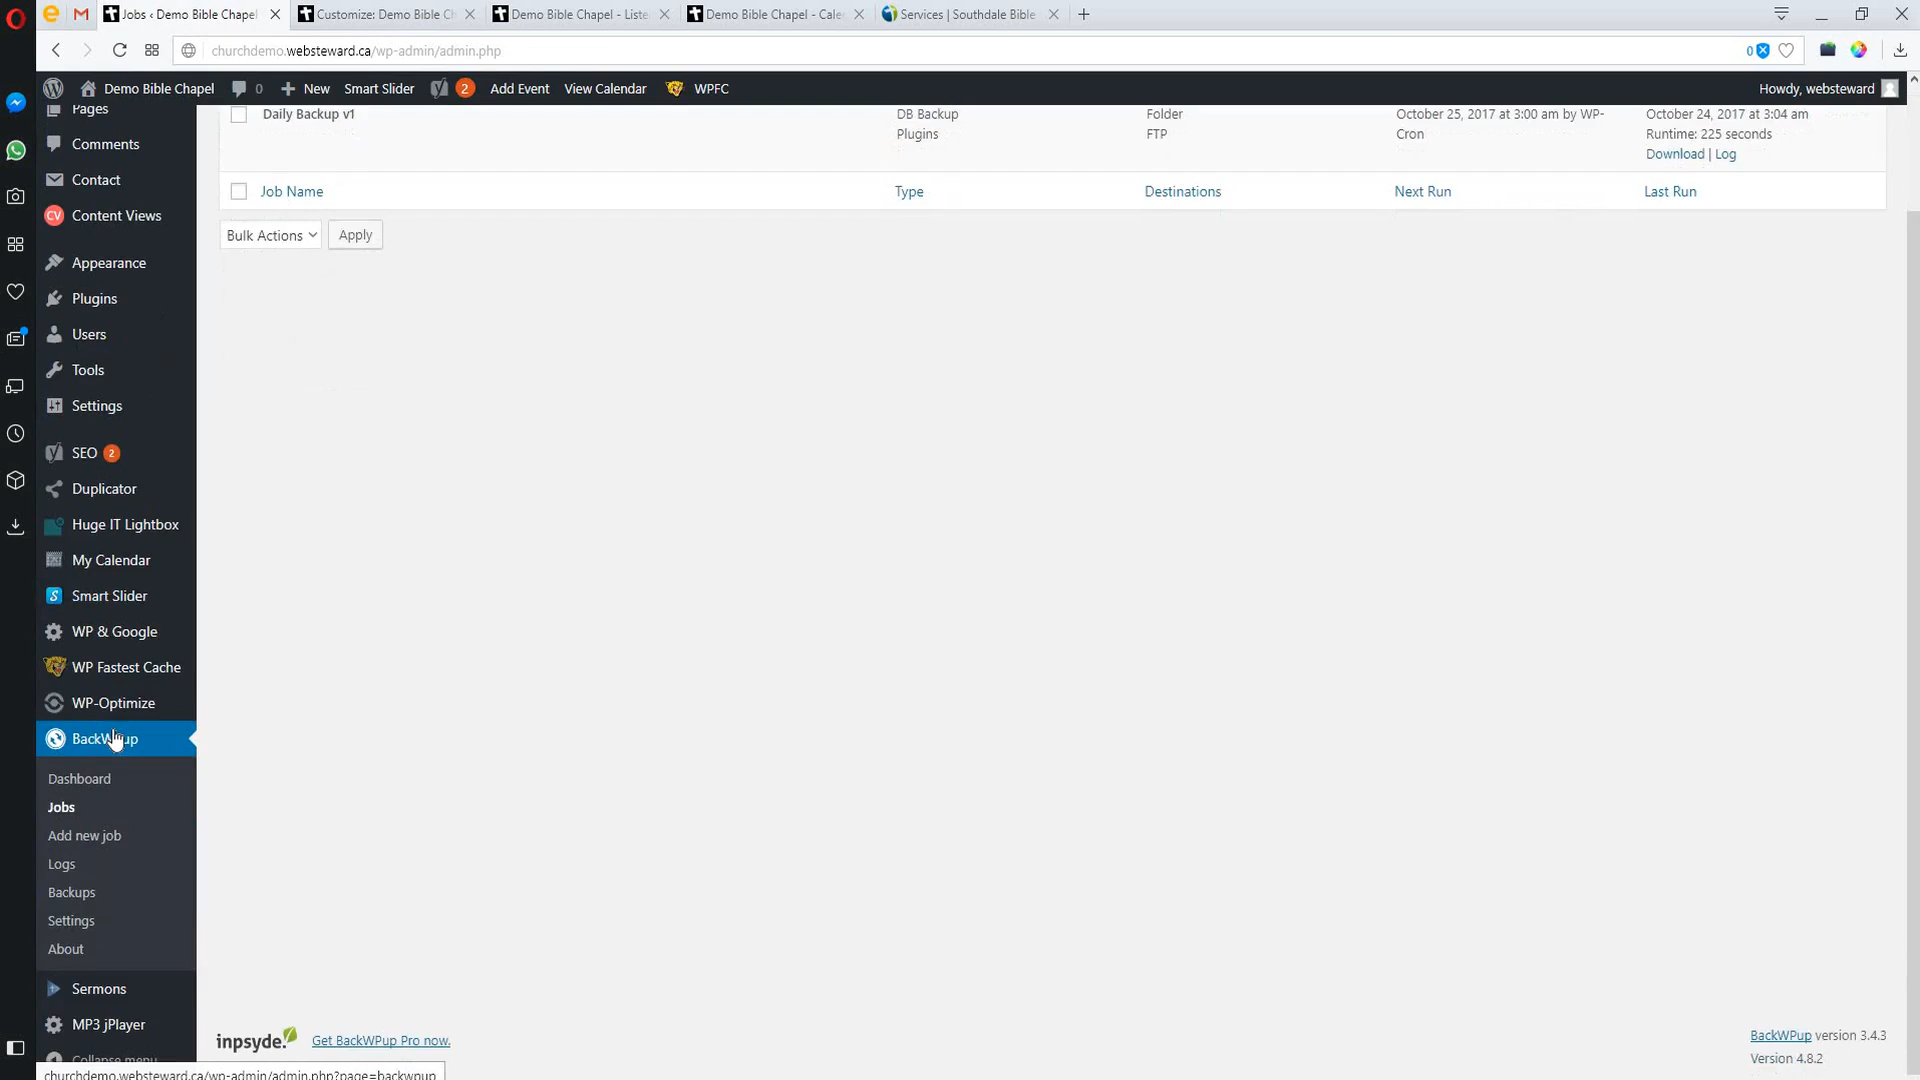 Jobs ‹ Demo Bible Chapel
Customize: Demo Bible Ch
Demo Bible Chapel - Liste
Demo Bible Chapel - Cale
Services | Southdale Bible
churchdemo.websteward.ca/wp-admin/admin.php
0
Demo Bible Chapel
0
New
Smart Slider
2
Add Event
View Calendar
WPFC
Howdy, websteward
Pages
Comments
Contact
CV Content Views
Appearance
Plugins
Users
Tools
Settings
SEO 2
Duplicator
Huge IT Lightbox
My Calendar
S Smart Slider
WP & Google
WP Fastest Cache
WP-Optimize
BackWPup
Dashboard
Jobs
Add new job
Logs
Backups
Settings
About
Sermons
MP3 jPlayer
Collapse menu
churchdemo.websteward.ca/wp-admin/admin.php?page=backwpup
Daily Backup v1
DB Backup
Plugins
Folder
FTP
October 25, 2017 at 3:00 am by WP-
Cron
October 24, 2017 at 3:04 am
Runtime: 225 seconds
Download | Log
Job Name
Type
Destinations
Next Run
Last Run
Bulk Actions
Apply
inpsyde.
Get BackWPup Pro now.
BackWPup version 3.4.3
Version 4.8.2